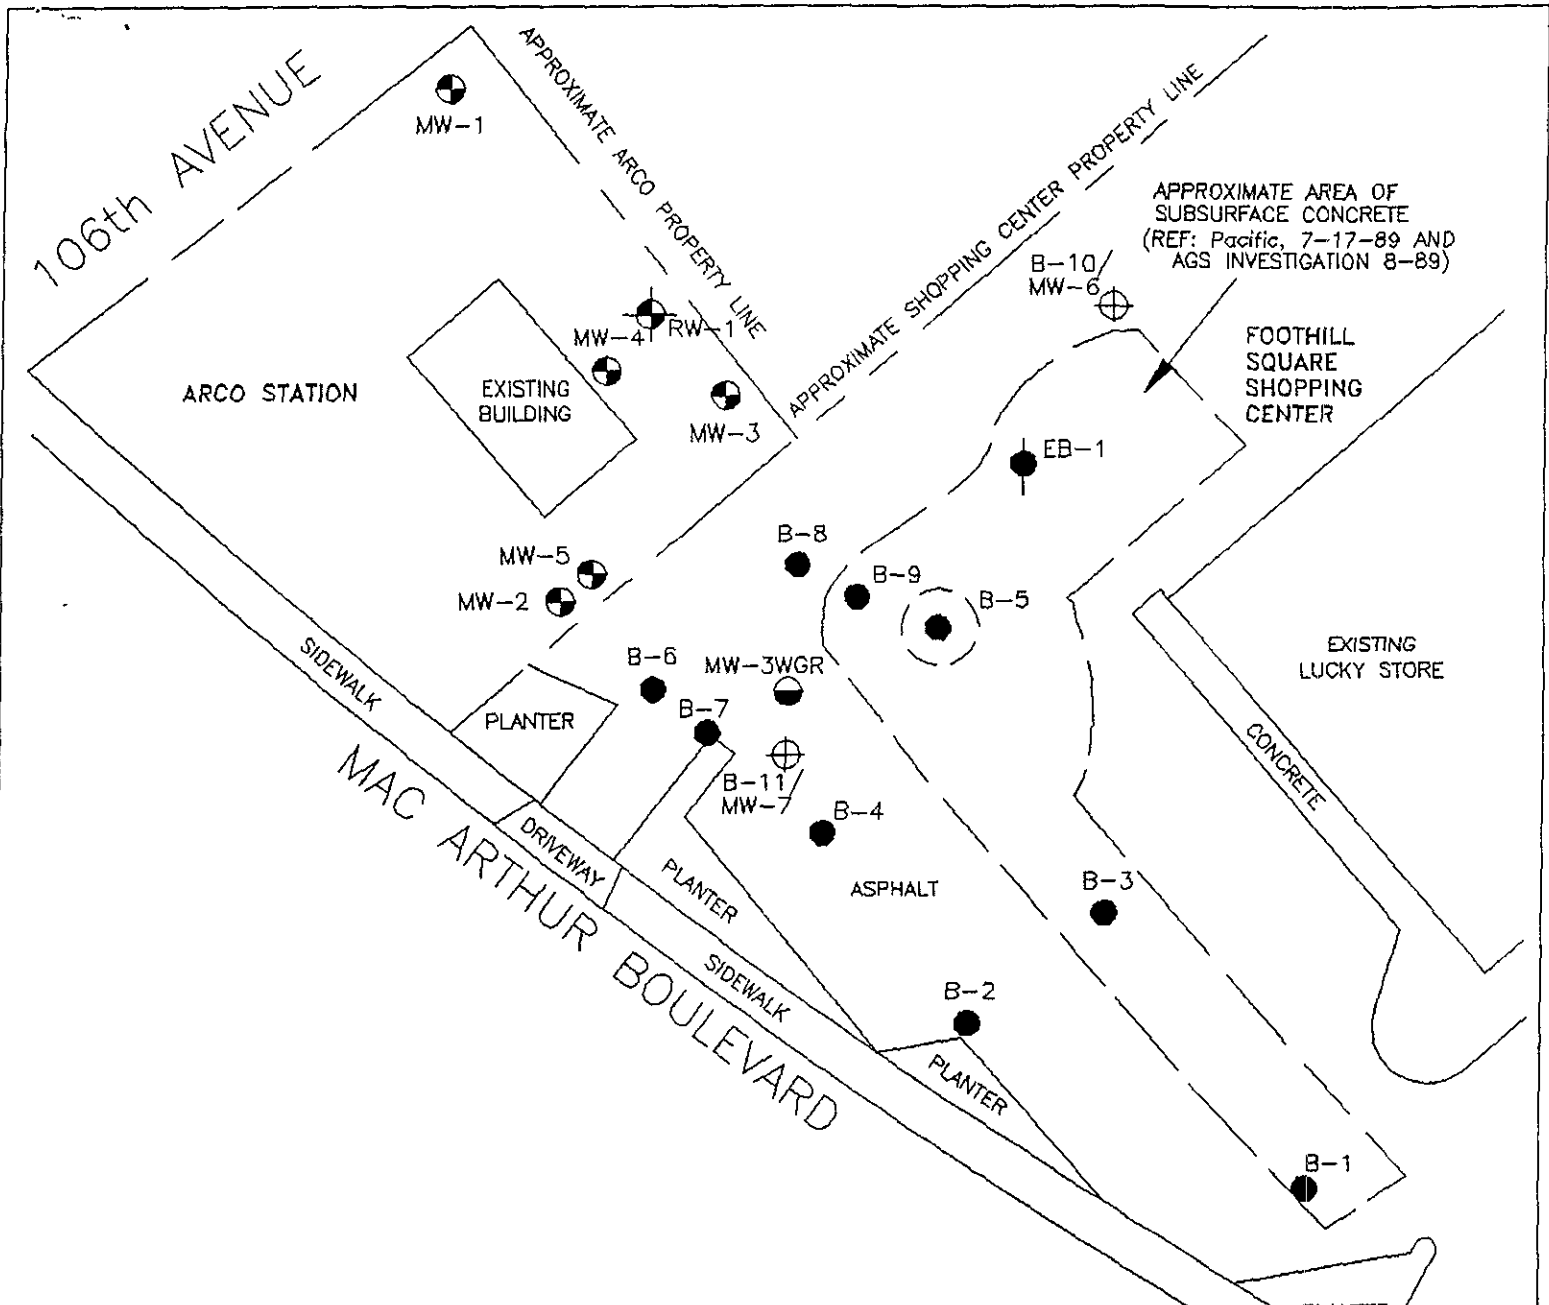 106th AVENUE
MW-1
APPROXIMATE ARCO PROPERTY LINE
APPROXIMATE SHOPPING CENTER PROPERTY LINE
APPROXIMATE AREA OF
SUBSURFACE CONCRETE
(REF: Pacific, 7-17-89 AND
AGS INVESTIGATION 8-89)
B-10/
MW-6
FOOTHILL
SQUARE
SHOPPING
CENTER
RW-1
MW-4
ARCO STATION
EXISTING
BUILDING
MW-3
EB-1
B-8
MW-5
B-9
MW-2
B-5
SIDEWALK
B-6
MW-3WGR
EXISTING
LUCKY STORE
PLANTER
B-7
CONCRETE
MAC ARTHUR BOULEVARD
B-11/
MW-7
B-4
DRIVEWAY
PLANTER
ASPHALT
B-3
SIDEWALK
B-2
PLANTER
B-1